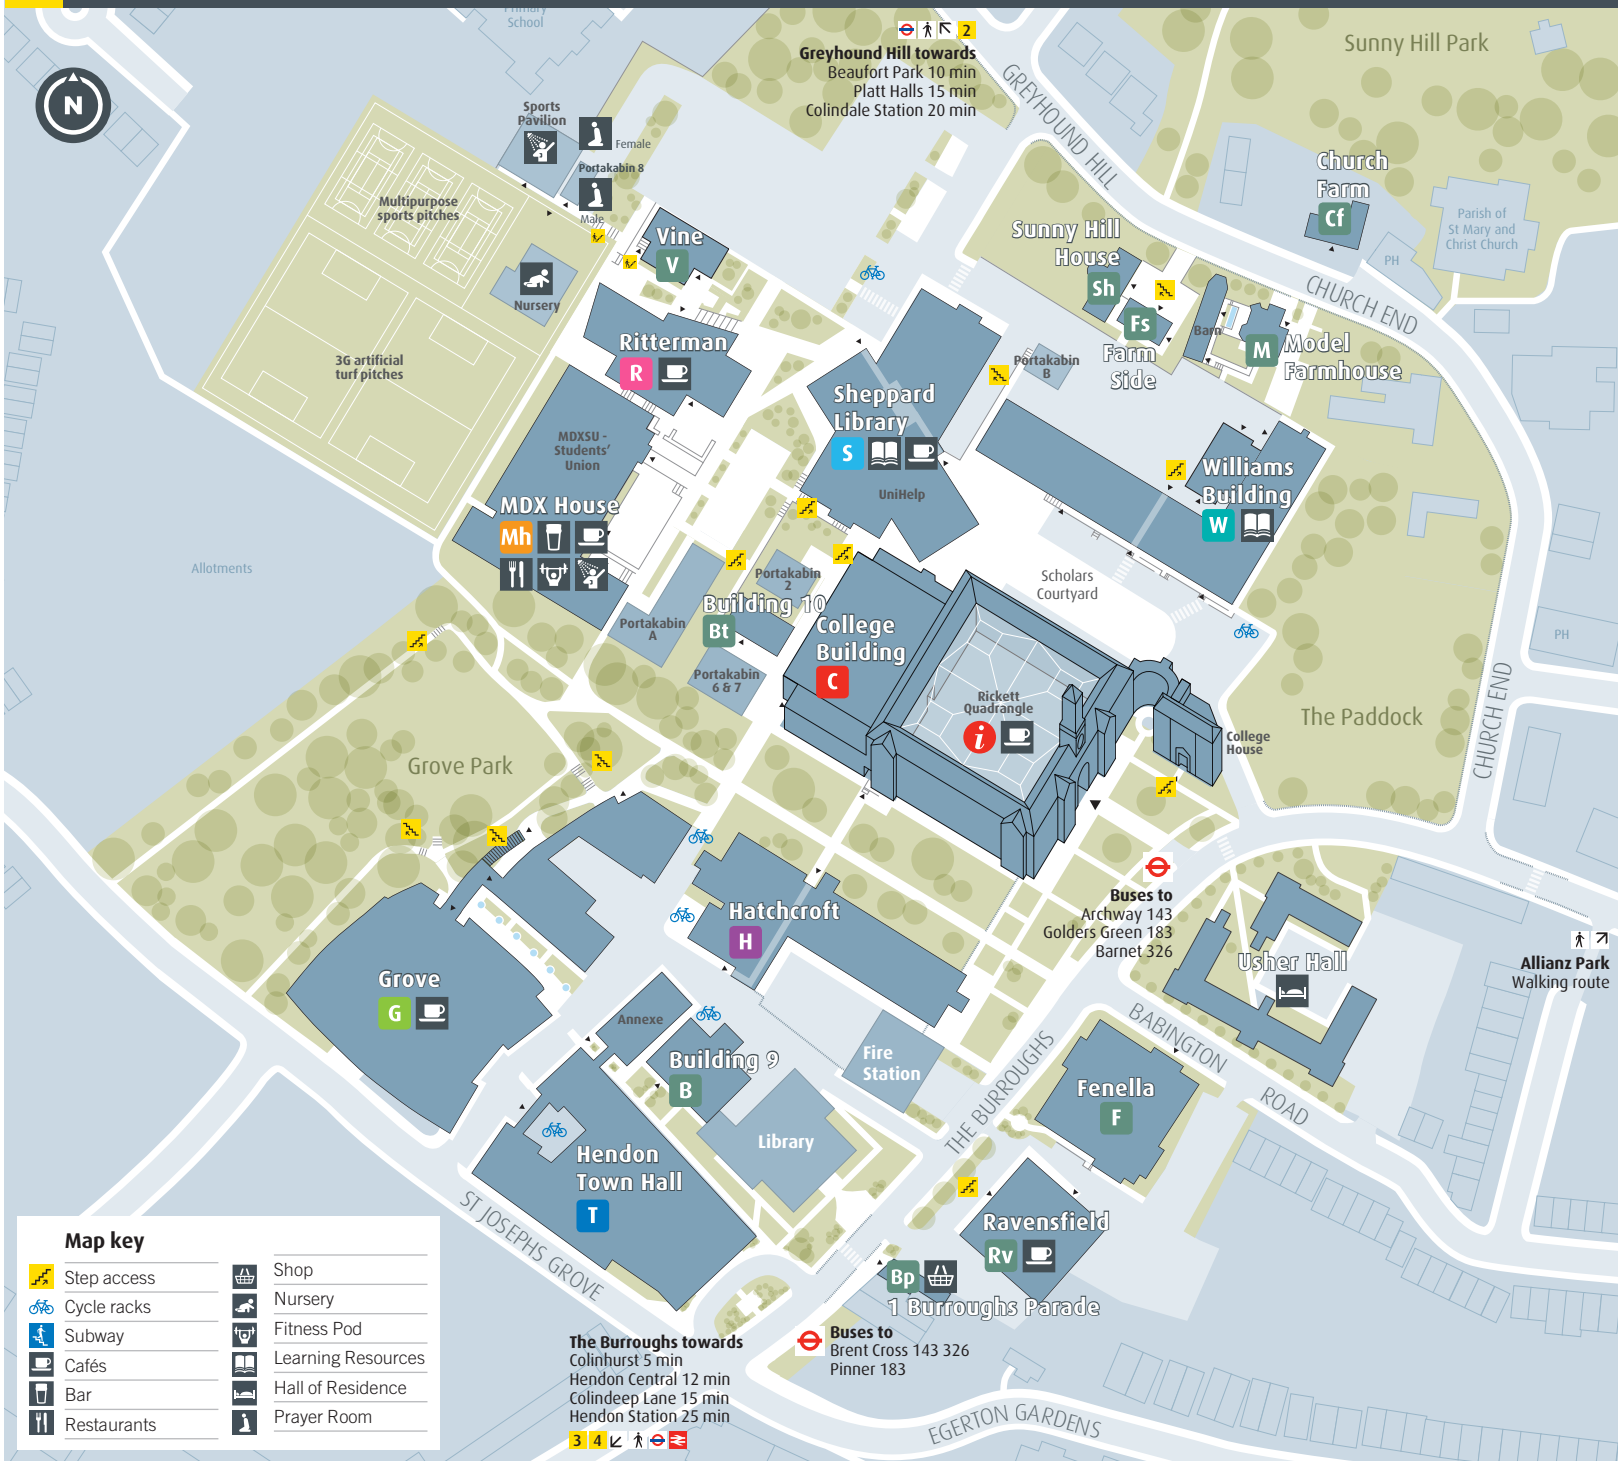 Primary
School
2
Greyhound Hill towards
Beaufort Park 10 min
Platt Halls 15 min
Colindale Station 20 min
GREYHOUND HILL
Sunny Hill Park
N
Sports
Pavilion
Female
Portakabin 8
Male
Multipurpose
sports pitches
Vine
V
Nursery
3G artificial
turf pitches
Ritterman
R
Church
Farm
Cf
Parish of
St Mary and
Christ Church
PH
CHURCH END
Sunny Hill
House
Sh
Fs
Farm
Side
Barn
M
Model
Farmhouse
Portakabin
B
Sheppard
Library
S
UniHelp
MDXSU -
Students'
Union
MDX House
Mh
Williams
Building
W
Allotments
Scholars
Courtyard
Portakabin
2
Building 10
Bt
Portakabin
A
Portakabin
6 & 7
College
Building
C
Rickett
Quadrangle
i
College
House
The Paddock
CHURCH END
PH
Grove Park
Hatchcroft
H
Buses to
Archway 143
Golders Green 183
Barnet 326
Usher Hall
Allianz Park
Walking route
Grove
G
Annexe
Building 9
B
Fire
Station
Library
THE BURROUGHS
BABINGTON
ROAD
Fenella
F
Hendon
Town Hall
T
ST JOSEPHS GROVE
Ravensfield
Rv
Bp
1 Burroughs Parade
Map key
Step access
Cycle racks
Subway
Cafés
Bar
Restaurants
Shop
Nursery
Fitness Pod
Learning Resources
Hall of Residence
Prayer Room
The Burroughs towards
Colinhurst 5 min
Hendon Central 12 min
Colindeep Lane 15 min
Hendon Station 25 min
3 4
Buses to
Brent Cross 143 326
Pinner 183
EGERTON GARDENS